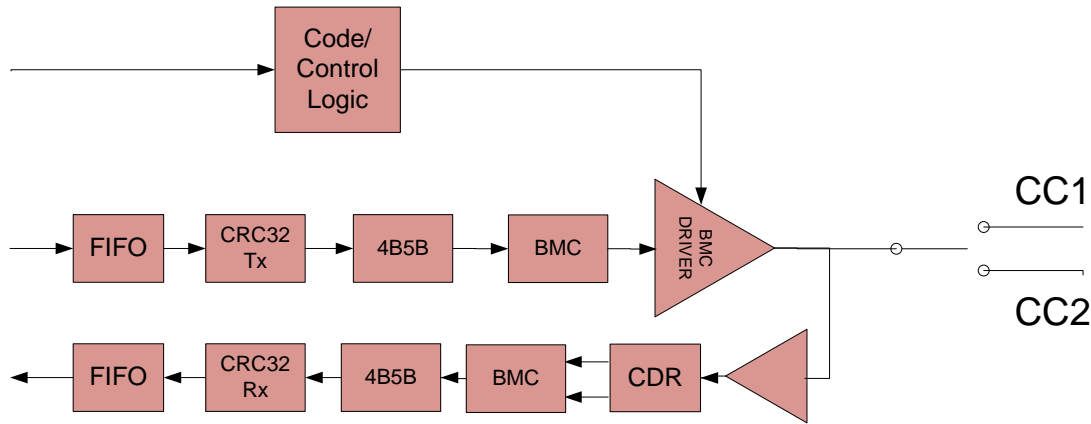 Code/
Control
Logic
CC1
FIFO
CRC32
Tx
4B5B
BMC
BMC
DRIVER
CC2
FIFO
CRC32
Rx
4B5B
BMC
CDR